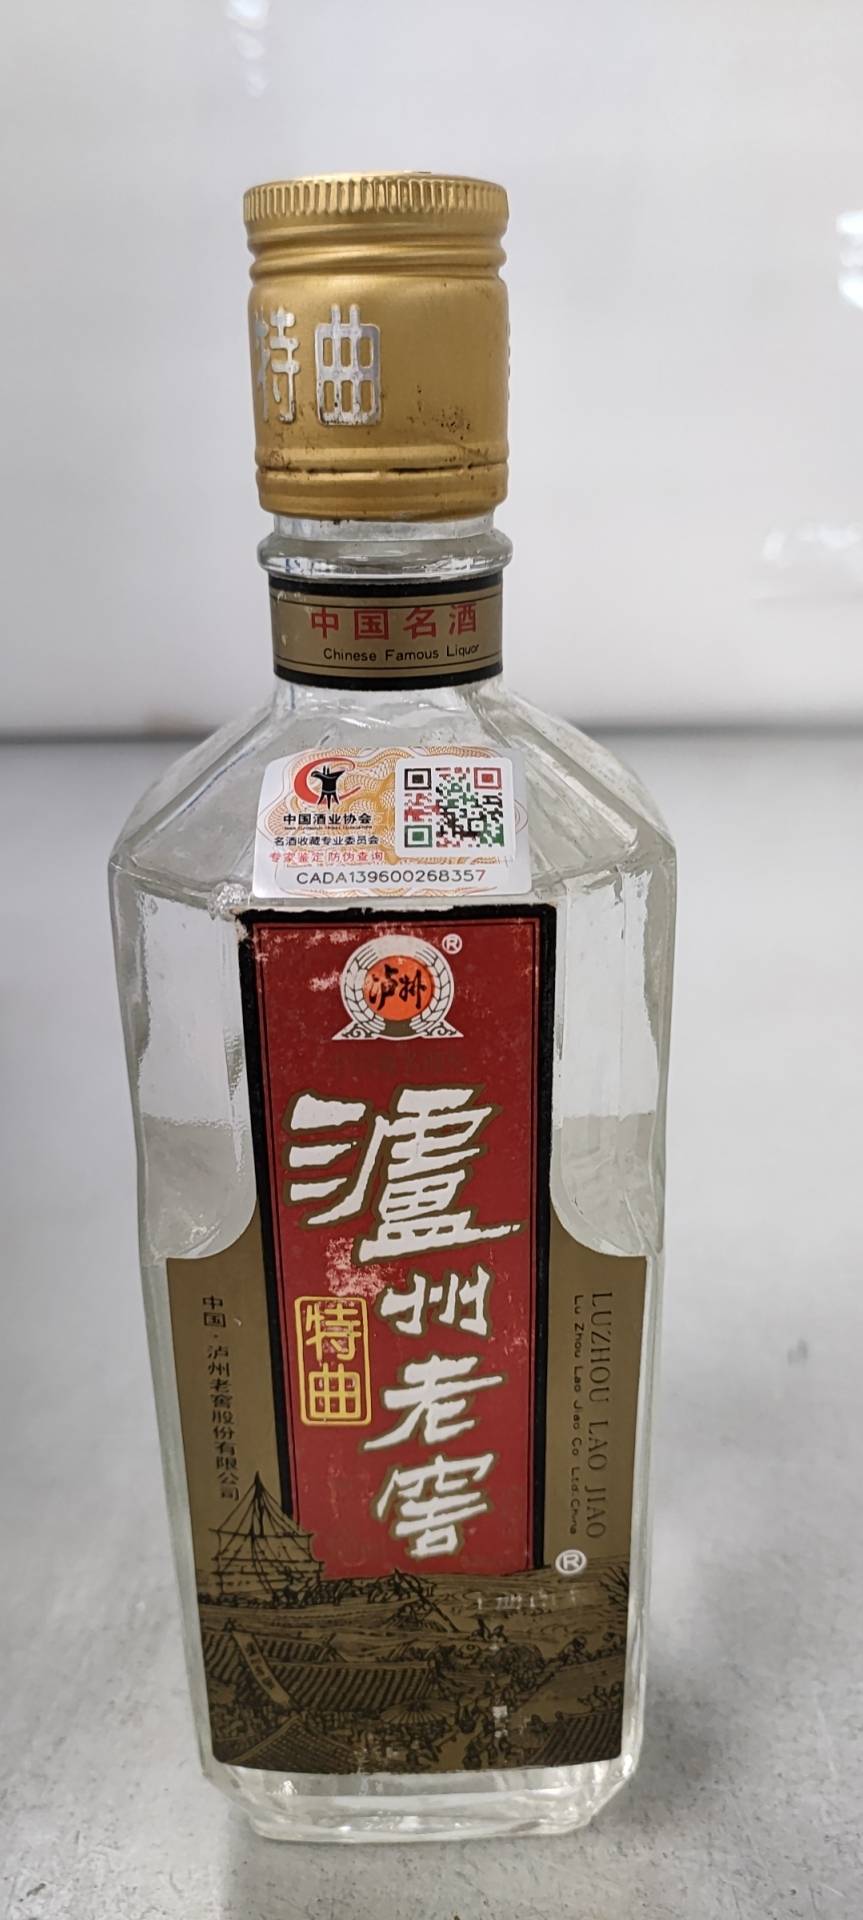 特曲
中国名酒
Chinese Famous Liquor
中国酒业协会
名酒收藏专业委员会
专家鉴定 防伪查询
CADA139600268357
®
泸州
瀘州老窖
特曲
中国·泸州老窖股份有限公司
LUZHOU LAO JIAO
Lu Zhou Lao Jiao Co Ltd.China
®